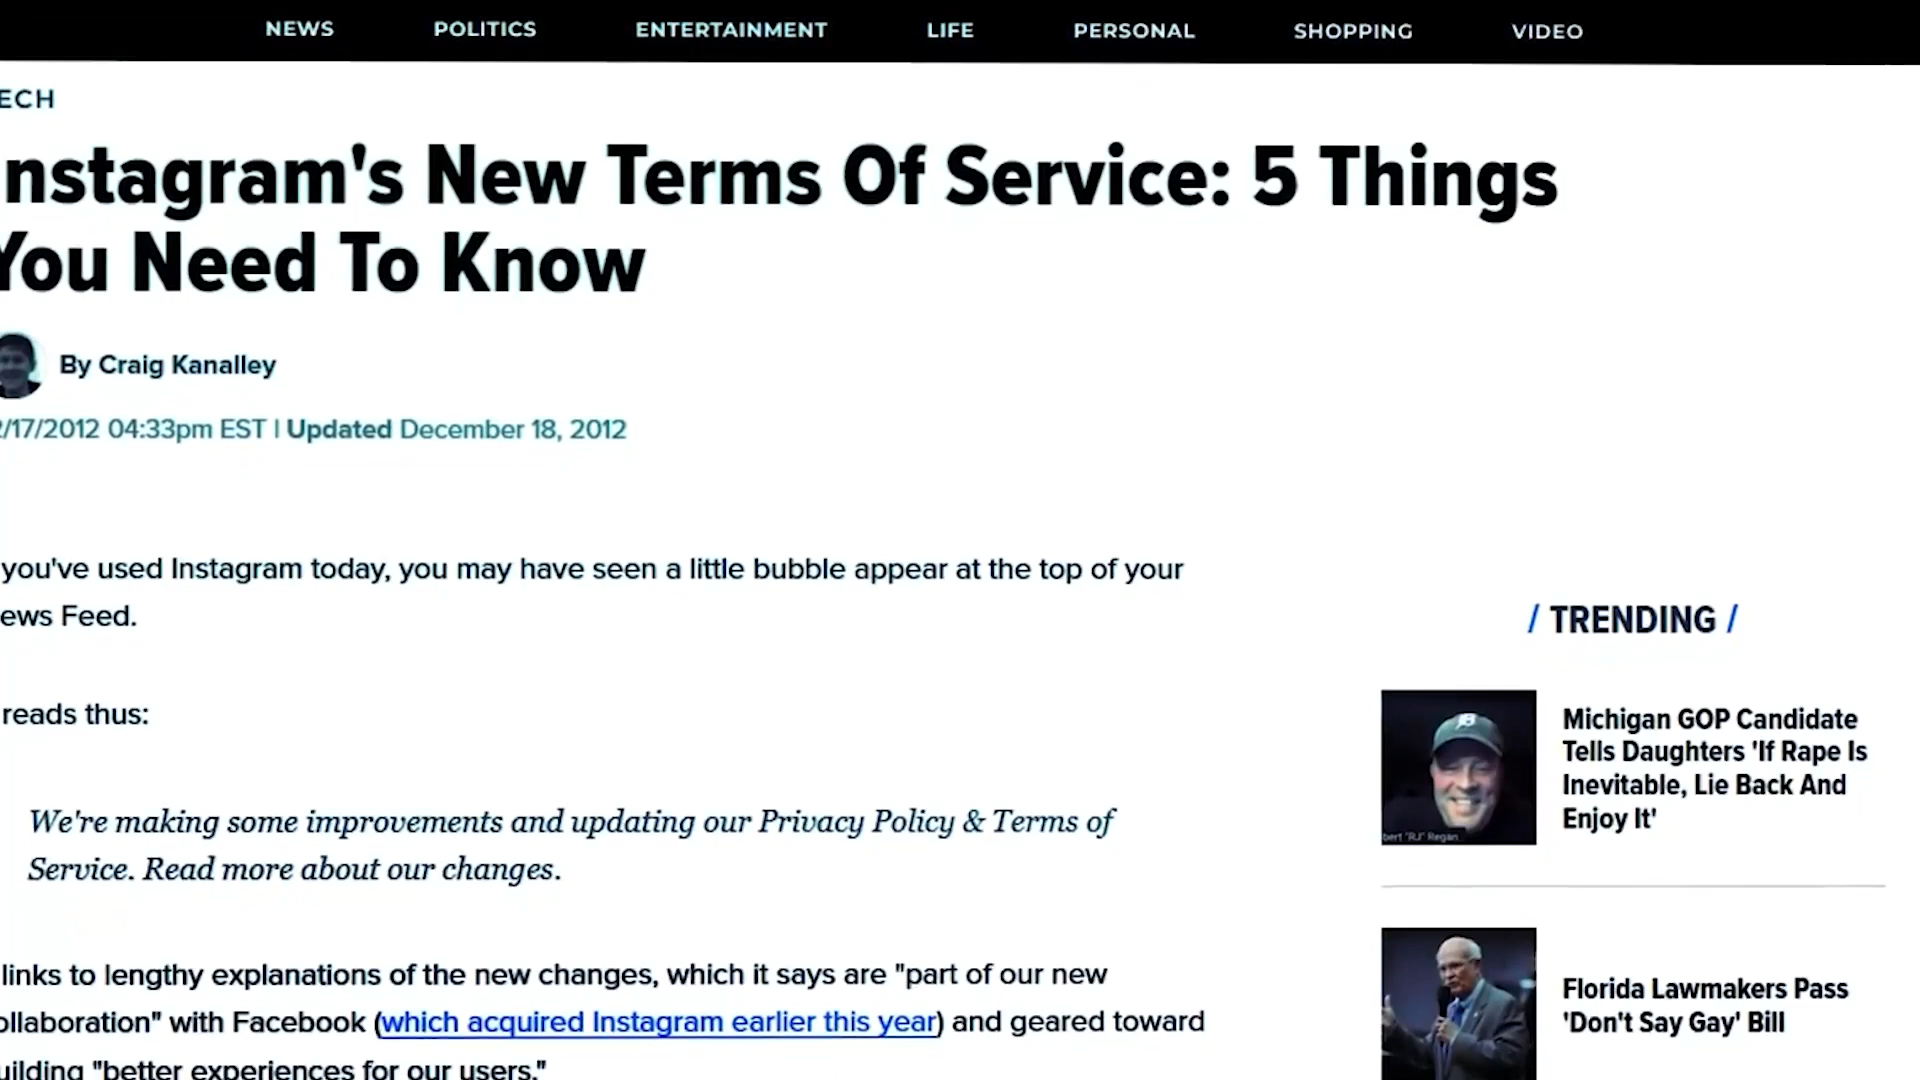 NEWS POLITICS ENTERTAINMENT LIFE PERSONAL SHOPPING VIDEO
ECH
nstagram's New Terms Of Service: 5 Things
You Need To Know
By Craig Kanalley
2/17/2012 04:33pm EST | Updated December 18, 2012
you've used Instagram today, you may have seen a little bubble appear at the top of your
ews Feed.
reads thus:
We're making some improvements and updating our Privacy Policy & Terms of
Service. Read more about our changes.
links to lengthy explanations of the new changes, which it says are "part of our new
ollaboration" with Facebook (which acquired Instagram earlier this year) and geared toward
uilding "better experiences for our users."
/ TRENDING /
bert "RJ" Regan
Michigan GOP Candidate
Tells Daughters 'If Rape Is
Inevitable, Lie Back And
Enjoy It'
Florida Lawmakers Pass
'Don't Say Gay' Bill